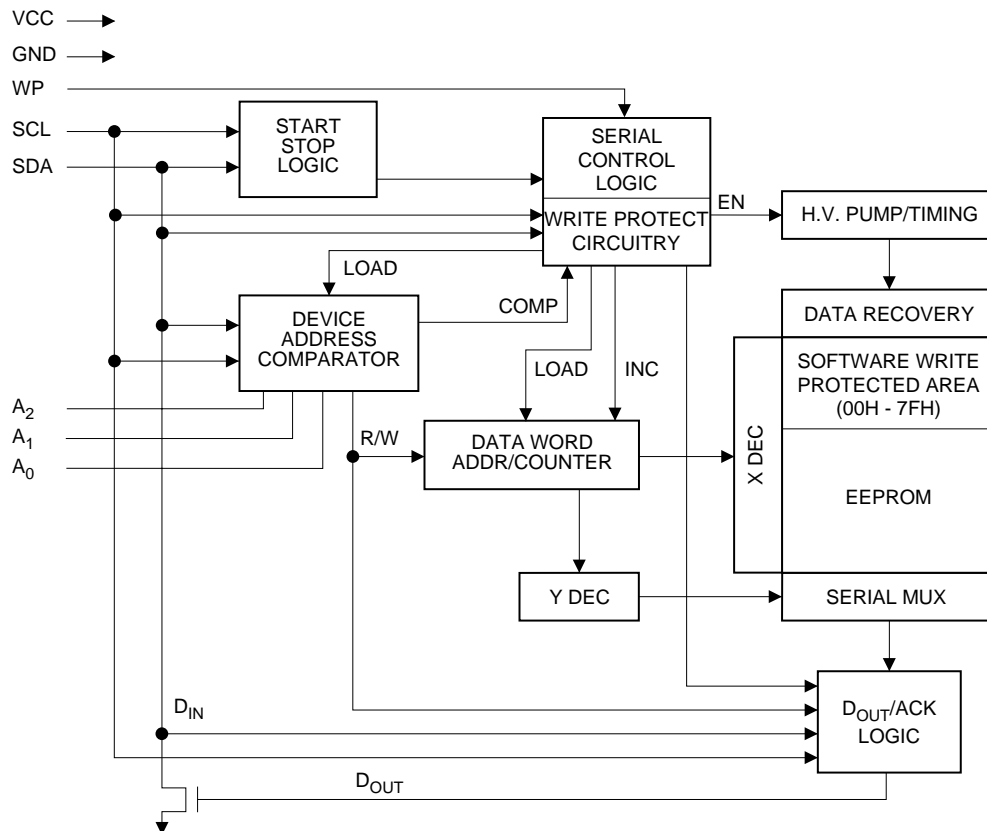 VCC
GND
WP
SCL
SDA
START
STOP
LOGIC
SERIAL
CONTROL
LOGIC
WRITE PROTECT
CIRCUITRY
EN
H.V. PUMP/TIMING
LOAD
COMP
DEVICE
ADDRESS
COMPARATOR
LOAD
INC
DATA RECOVERY
SOFTWARE WRITE
PROTECTED AREA
(00H - 7FH)
X DEC
EEPROM
A2
A1
A0
R/W
DATA WORD
ADDR/COUNTER
Y DEC
SERIAL MUX
DIN
DOUT/ACK
LOGIC
DOUT